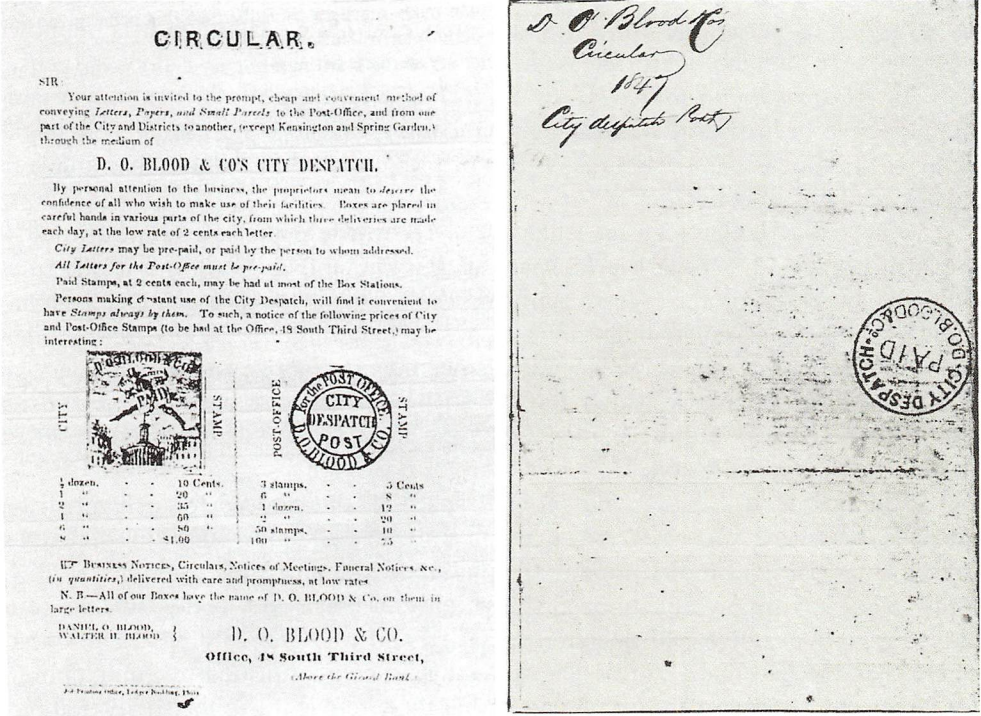 CIRCULAR.
SIR
Your attention is invited to the prompt, cheap and convenient method of
conveying Letters, Papers, and Small Parcels to the Post-Office, and from one
part of the City and Districts to another, (except Kensington and Spring Garden,)
through the medium of
D. O. BLOOD & CO'S CITY DESPATCH.
By personal attention to the business, the proprietors mean to deserve the
confidence of all who wish to make use of their facilities. Boxes are placed in
careful hands in various parts of the city, from which three deliveries are made
each day, at the low rate of 2 cents each letter.
City Letters may be pre-paid, or paid by the person to whom addressed.
All Letters for the Post-Office must be pre-paid.
Paid Stamps, at 2 cents each, may be had at most of the Box Stations.
Persons making constant use of the City Despatch, will find it convenient to
have Stamps always by them. To such, a notice of the following prices of City
and Post-Office Stamps (to be had at the Office, 48 South Third Street,) may be
interesting:
CITY
PAID
STAMP
POST-OFFICE
For the POST OFFICE.
CITY
DESPATCH
POST
D. O. BLOOD & CO.
STAMP
½ dozen. - - 10 Cents.
1 " - - 20 "
2 " - - 35 "
" - - 60 "
6 " - - 80 "
8 " - - $1.00
3 stamps. - - 5 Cents
6 " - - 8 "
1 dozen. - - 12 "
2 " - - 20 "
50 stamps. - - 40 "
100 " - - 75 "
☞ BUSINESS NOTICES, Circulars, Notices of Meetings, Funeral Notices, &c.,
(in quantities,) delivered with care and promptness, at low rates
N. B.—All of our Boxes have the name of D. O. BLOOD & Co. on them in
large letters.
DANIEL O. BLOOD,
WALTER H. BLOOD.
D. O. BLOOD & CO.
Office, 48 South Third Street,
(Above the Girard Bank.
Job Printing Office, Ledger Building, Phila
D O Blood & Co's
Circular
1847
City despatch Post
D.O. BLOOD & Co's
CITY DESPATCH
PAID